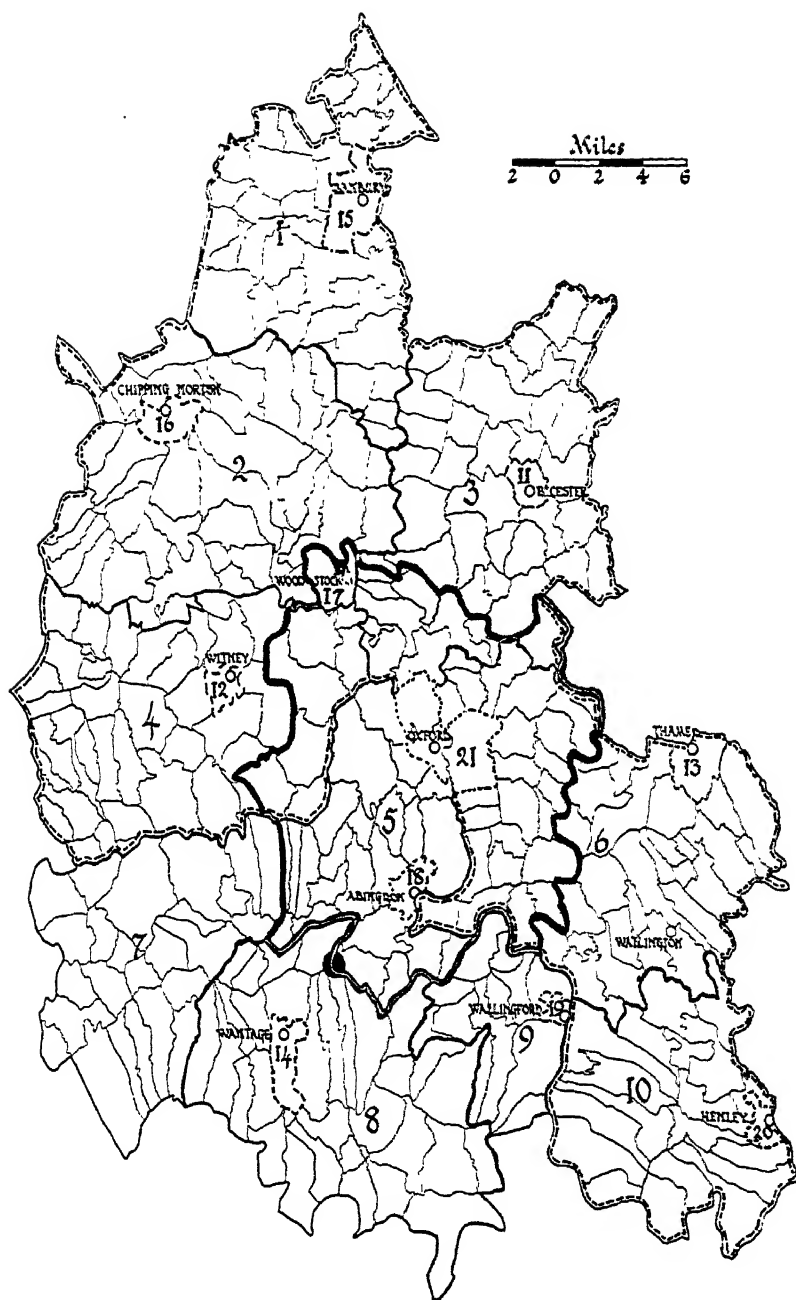 Miles
2 0 2 4 6
BANBURY
15
1
CHIPPING NORTON
16
2
3
11
BICESTER
WOODSTOCK
17
WITNEY
12
4
OXFORD
21
THAME
13
5
6
18
ABINGDON
7
WATLINGTON
WALLINGFORD
19
WANTAGE
14
9
10
8
HENLEY
20